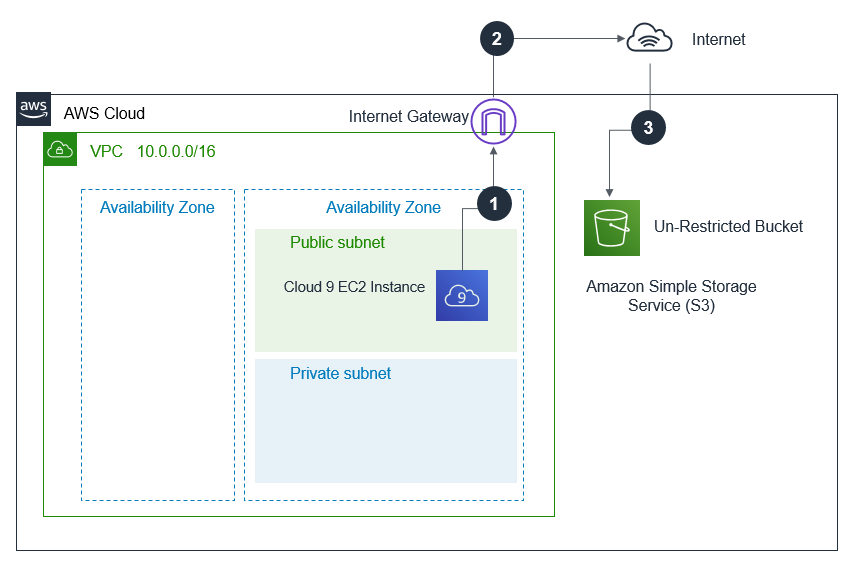 2
Internet
aws
AWS Cloud
Internet Gateway
3
VPC 10.0.0.0/16
1
Availability Zone
Availability Zone
Public subnet
Un-Restricted Bucket
Cloud 9 EC2 Instance
9
Amazon Simple Storage
Service (S3)
Private subnet